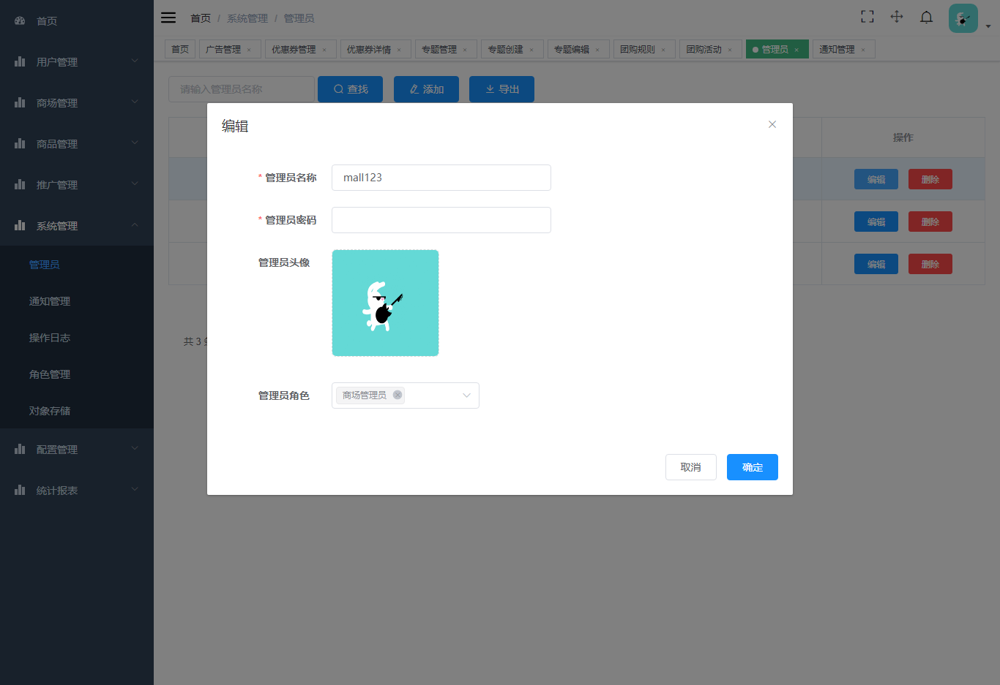 首页
用户管理
商场管理
商品管理
推广管理
系统管理
管理员
通知管理
操作日志
角色管理
对象存储
配置管理
统计报表
首页 / 系统管理 / 管理员
首页 广告管理 × 优惠券管理 × 优惠券详情 × 专题管理 × 专题创建 × 专题编辑 × 团购规则 × 团购活动 × 管理员 × 通知管理 ×
请输入管理员名称 查找 添加 导出
操作
编辑 删除
编辑 删除
编辑 删除
共 3
编辑
* 管理员名称 mall123
* 管理员密码
管理员头像
管理员角色 商场管理员
取消 确定